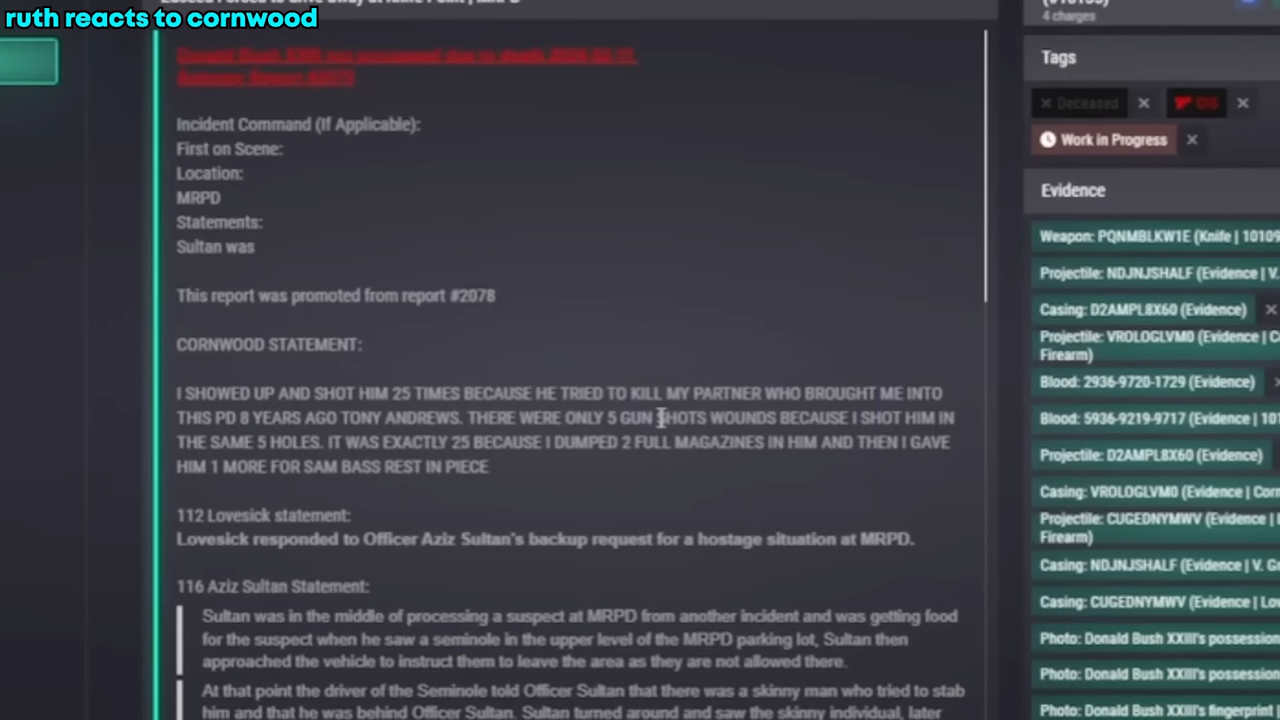 ruth reacts to cornwood
4 charges
Tags
Deceased
OIS
Work in Progress
Incident Command (If Applicable):
First on Scene:
Location:
MRPD
Statements:
Sultan was
This report was promoted from report #2078
CORNWOOD STATEMENT:
I SHOWED UP AND SHOT HIM 25 TIMES BECAUSE HE TRIED TO KILL MY PARTNER WHO BROUGHT ME INTO
THIS PD 8 YEARS AGO TONY ANDREWS. THERE WERE ONLY 5 GUN SHOTS WOUNDS BECAUSE I SHOT HIM IN
THE SAME 5 HOLES. IT WAS EXACTLY 25 BECAUSE I DUMPED 2 FULL MAGAZINES IN HIM AND THEN I GAVE
HIM 1 MORE FOR SAM BASS REST IN PIECE
112 Lovesick statement:
Lovesick responded to Officer Aziz Sultan's backup request for a hostage situation at MRPD.
116 Aziz Sultan Statement:
Sultan was in the middle of processing a suspect at MRPD from another incident and was getting food
for the suspect when he saw a seminole in the upper level of the MRPD parking lot, Sultan then
approached the vehicle to instruct them to leave the area as they are not allowed there.
At that point the driver of the Seminole told Officer Sultan that there was a skinny man who tried to stab
him and that he was behind Officer Sultan. Sultan turned around and saw the skinny individual, later
Evidence
Weapon: PQNMBLKW1E (Knife | 10109
Projectile: NDJNJSHALF (Evidence | V.
Casing: D2AMPL8X60 (Evidence)
Projectile: VROLOGLVM0 (Evidence | C
Firearm)
Blood: 2936-9720-1729 (Evidence)
Blood: 5936-9219-9717 (Evidence | 10
Projectile: D2AMPL8X60 (Evidence)
Casing: VROLOGLVM0 (Evidence | Corn
Projectile: CUGEDNYMWV (Evidence |
Firearm)
Casing: NDJNJSHALF (Evidence | V. G
Casing: CUGEDNYMWV (Evidence | Lo
Photo: Donald Bush XXIII's possession
Photo: Donald Bush XXIII's possession
Photo: Donald Bush XXIII's fingerprint